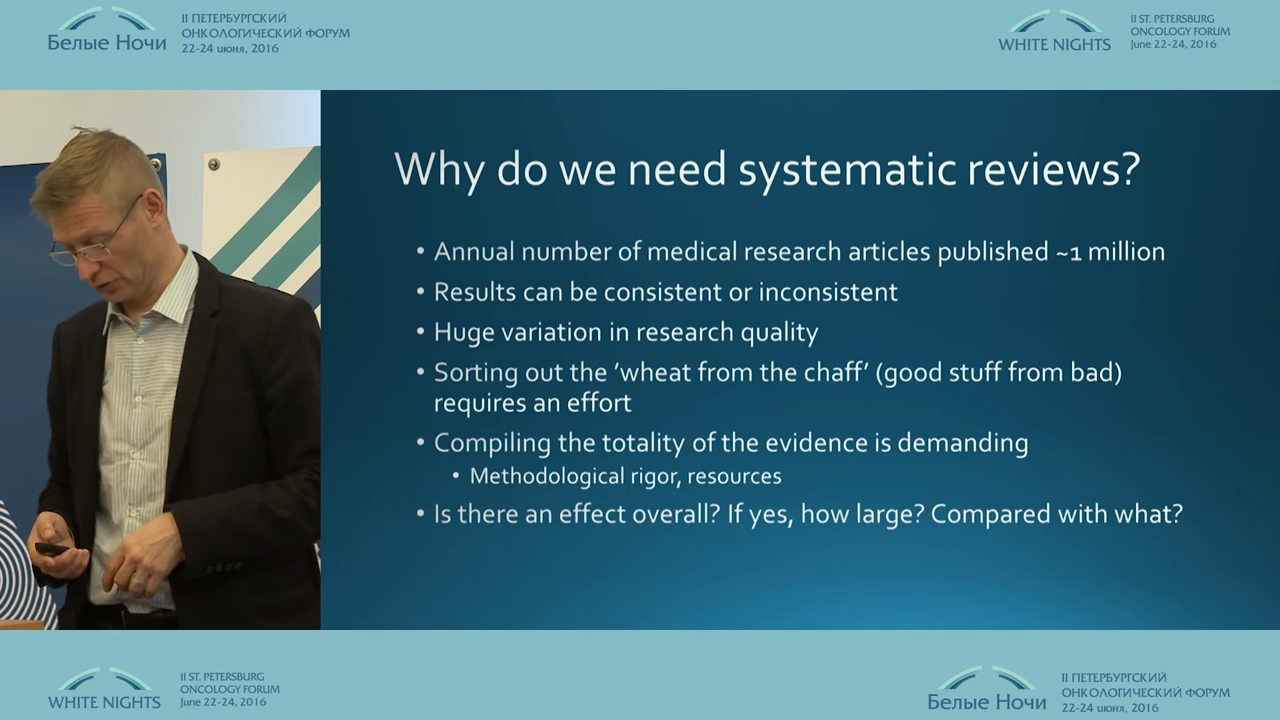 Белые Ночи
II ПЕТЕРБУРГСКИЙ
ОНКОЛОГИЧЕСКИЙ ФОРУМ
22-24 июня, 2016
WHITE NIGHTS
II ST. PETERSBURG
ONCOLOGY FORUM
June 22-24, 2016
Why do we need systematic reviews?
• Annual number of medical research articles published ~1 million
• Results can be consistent or inconsistent
• Huge variation in research quality
• Sorting out the ’wheat from the chaff’ (good stuff from bad)
requires an effort
• Compiling the totality of the evidence is demanding
• Methodological rigor, resources
• Is there an effect overall? If yes, how large? Compared with what?
WHITE NIGHTS
II ST. PETERSBURG
ONCOLOGY FORUM
June 22-24, 2016
Белые Ночи
II ПЕТЕРБУРГСКИЙ
ОНКОЛОГИЧЕСКИЙ ФОРУМ
22-24 июня, 2016